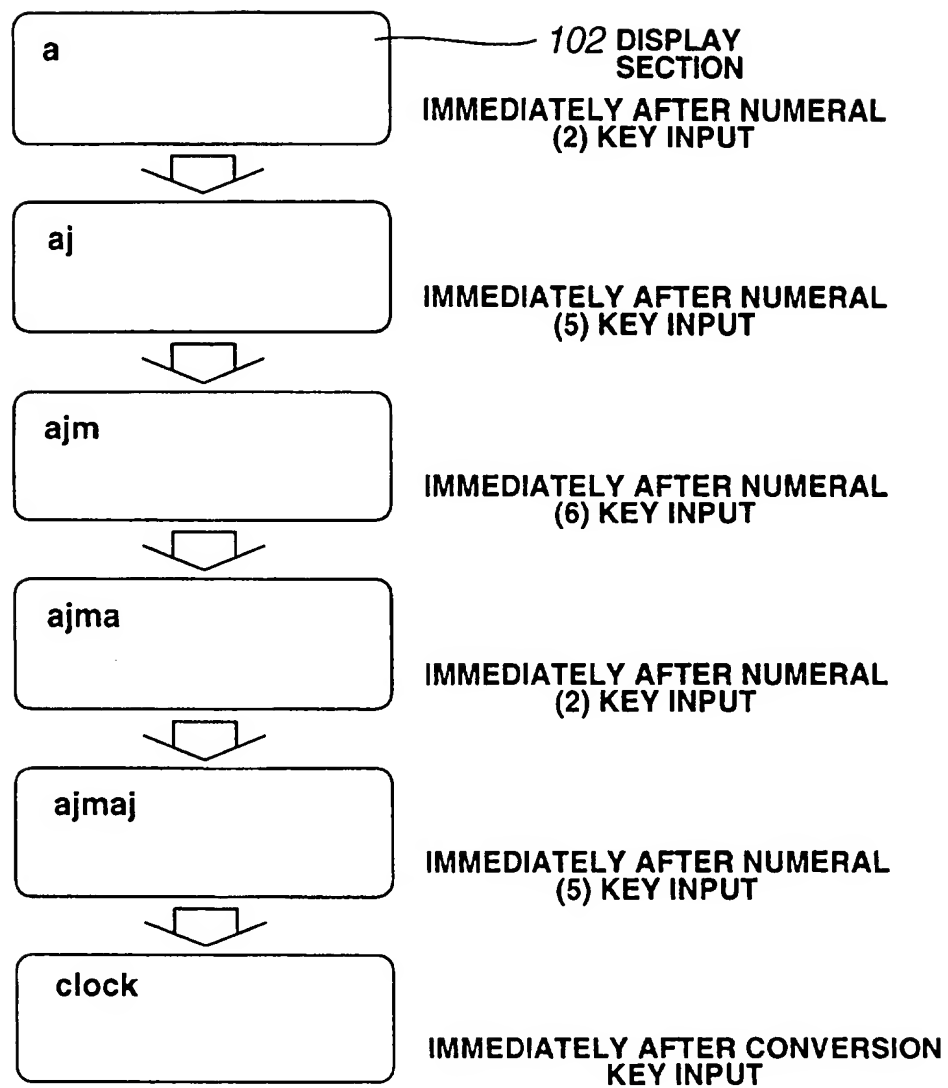 a
102 DISPLAY
SECTION
IMMEDIATELY AFTER NUMERAL
(2) KEY INPUT
aj
IMMEDIATELY AFTER NUMERAL
(5) KEY INPUT
ajm
IMMEDIATELY AFTER NUMERAL
(6) KEY INPUT
ajma
IMMEDIATELY AFTER NUMERAL
(2) KEY INPUT
ajmaj
IMMEDIATELY AFTER NUMERAL
(5) KEY INPUT
clock
IMMEDIATELY AFTER CONVERSION
KEY INPUT